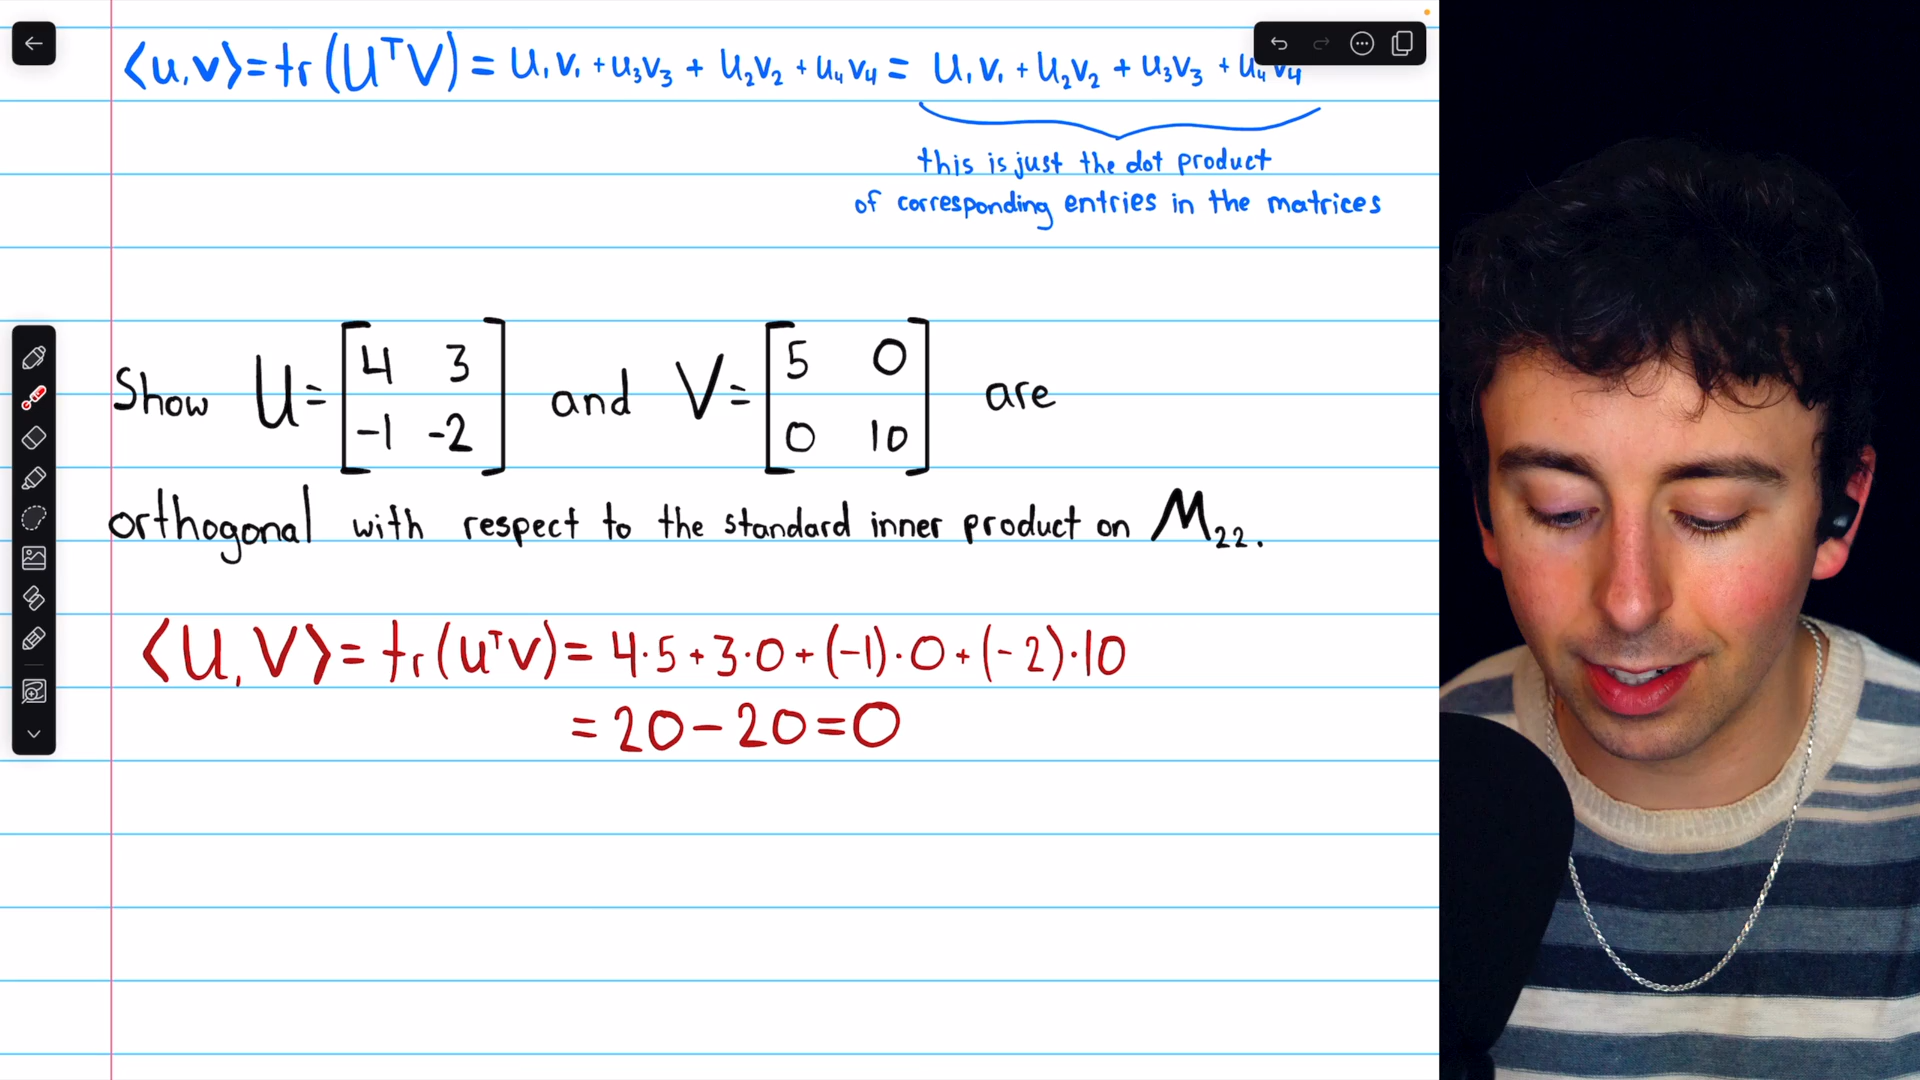 ⟨u,v⟩=tr(UᵀV)= u₁v₁ + u₃v₃ + u₂v₂ + u₄v₄ = u₁v₁ + u₂v₂ + u₃v₃ + u₄v₄
this is just the dot product
of corresponding entries in the matrices
Show U= [4 3; -1 -2] and V= [5 0; 0 10] are
orthogonal with respect to the standard inner product on M₂₂.
⟨U,V⟩= tr(uᵀv)= 4·5+3·0+(-1)·0+(-2)·10
= 20-20=0